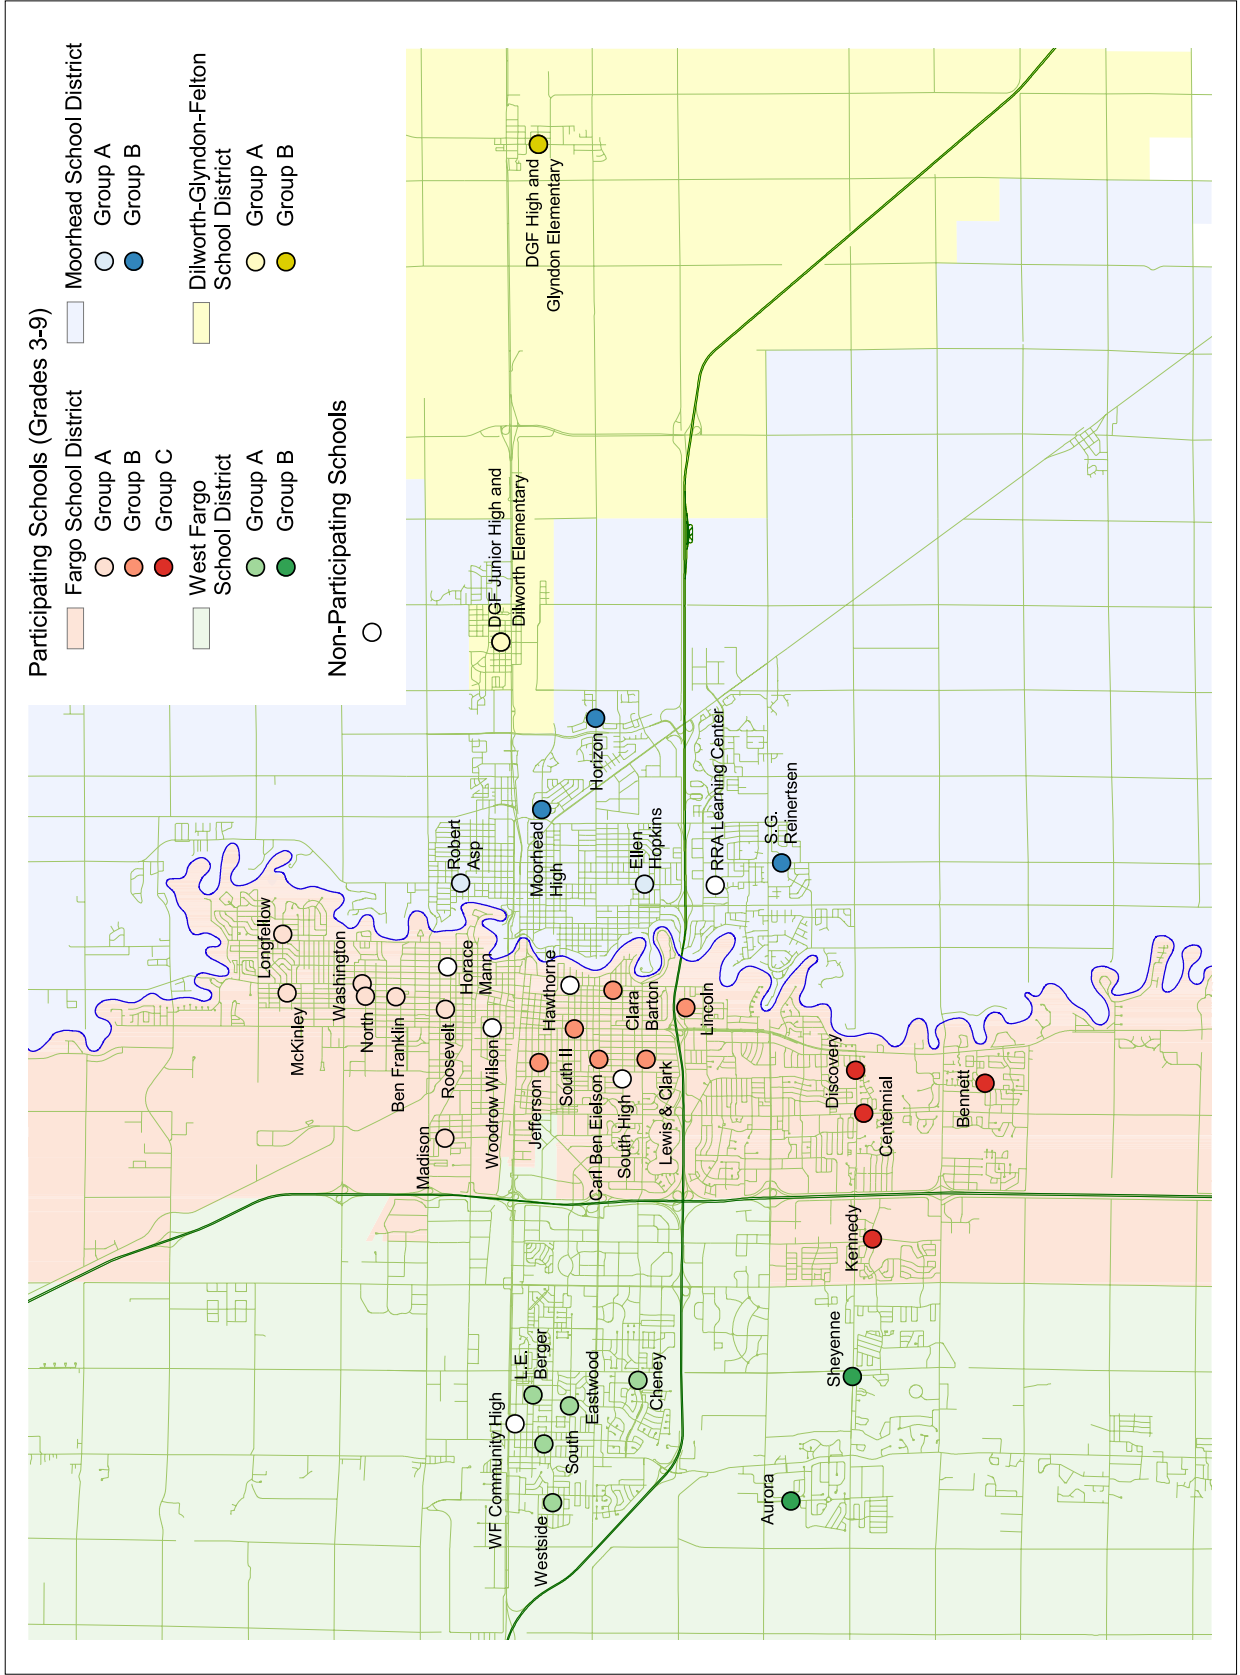 Participating Schools (Grades 3-9)
Fargo School District
Group A
Group B
Group C
West Fargo
School District
Group A
Group B
Moorhead School District
Group A
Group B
Dilworth-Glyndon-Felton
School District
Group A
Group B
Non-Participating Schools
DGF High and
Glyndon Elementary
DGF Junior High and
Dilworth Elementary
Horizon
Moorhead
High
Robert
Asp
Ellen
Hopkins
RRA Learning Center
S.G.
Reinertsen
Longfellow
McKinley
Washington
North
Ben Franklin
Roosevelt
Horace
Mann
Madison
Woodrow Wilson
Hawthorne
Jefferson
South II
Carl Ben Eielson
South High
Clara
Barton
Lewis & Clark
Lincoln
Discovery
Centennial
Bennett
Kennedy
WF Community High
L.E.
Berger
Eastwood
South
Westside
Cheney
Sheyenne
Aurora